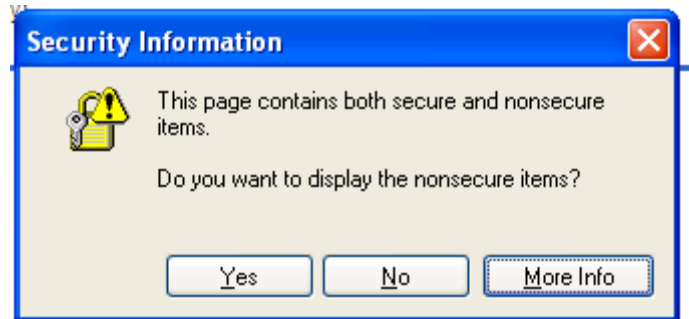 Security Information
This page contains both secure and nonsecure
items.
Do you want to display the nonsecure items?
Yes No More Info